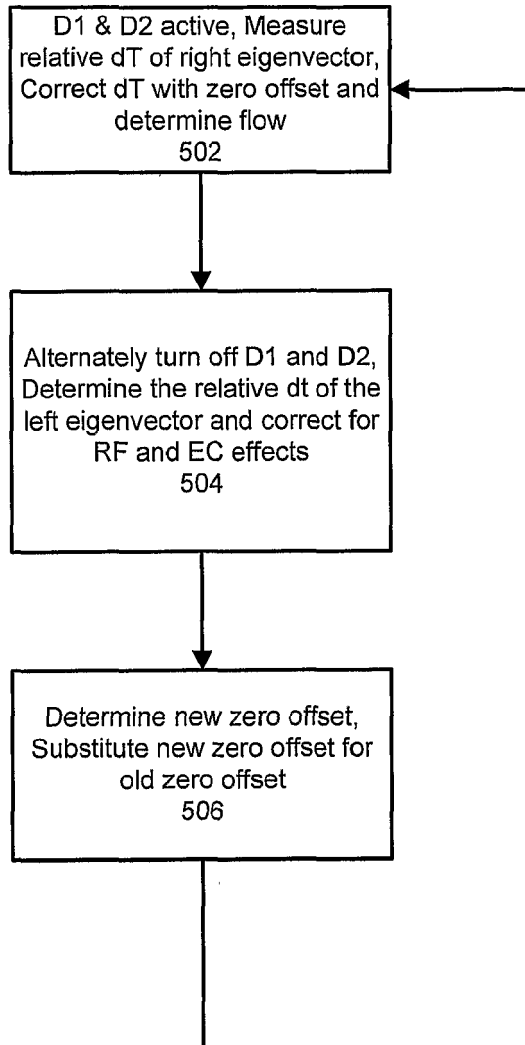 D1 & D2 active, Measure
relative dT of right eigenvector,
Correct dT with zero offset and
determine flow
502
Alternately turn off D1 and D2,
Determine the relative dt of the
left eigenvector and correct for
RF and EC effects
504
Determine new zero offset,
Substitute new zero offset for
old zero offset
506